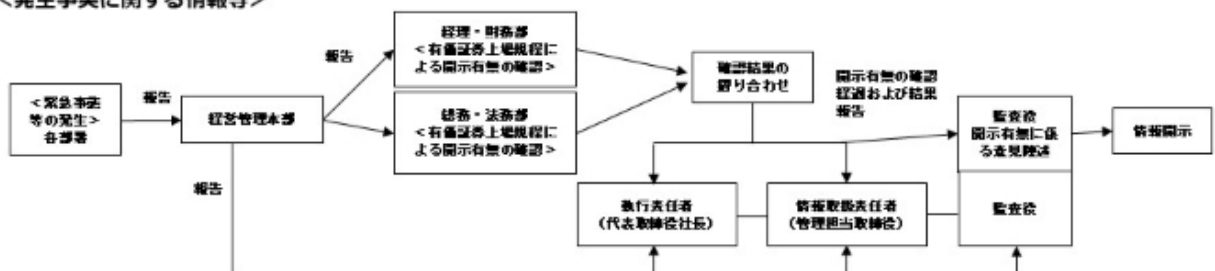 <発生事実に関する情報等>
経理・財務部
<有価証券上場規程に
よる開示有無の確認>
報告
確認結果の
摺り合わせ
開示有無の確認
経過および結果
報告
<緊急事態
等の発生>
各部署
報告
経営管理本部
総務・法務部
<有価証券上場規程に
よる開示有無の確認>
監査役
開示有無に係
る意見陳述
情報開示
報告
執行責任者
(代表取締役社長)
情報取扱責任者
(管理担当取締役)
監査役